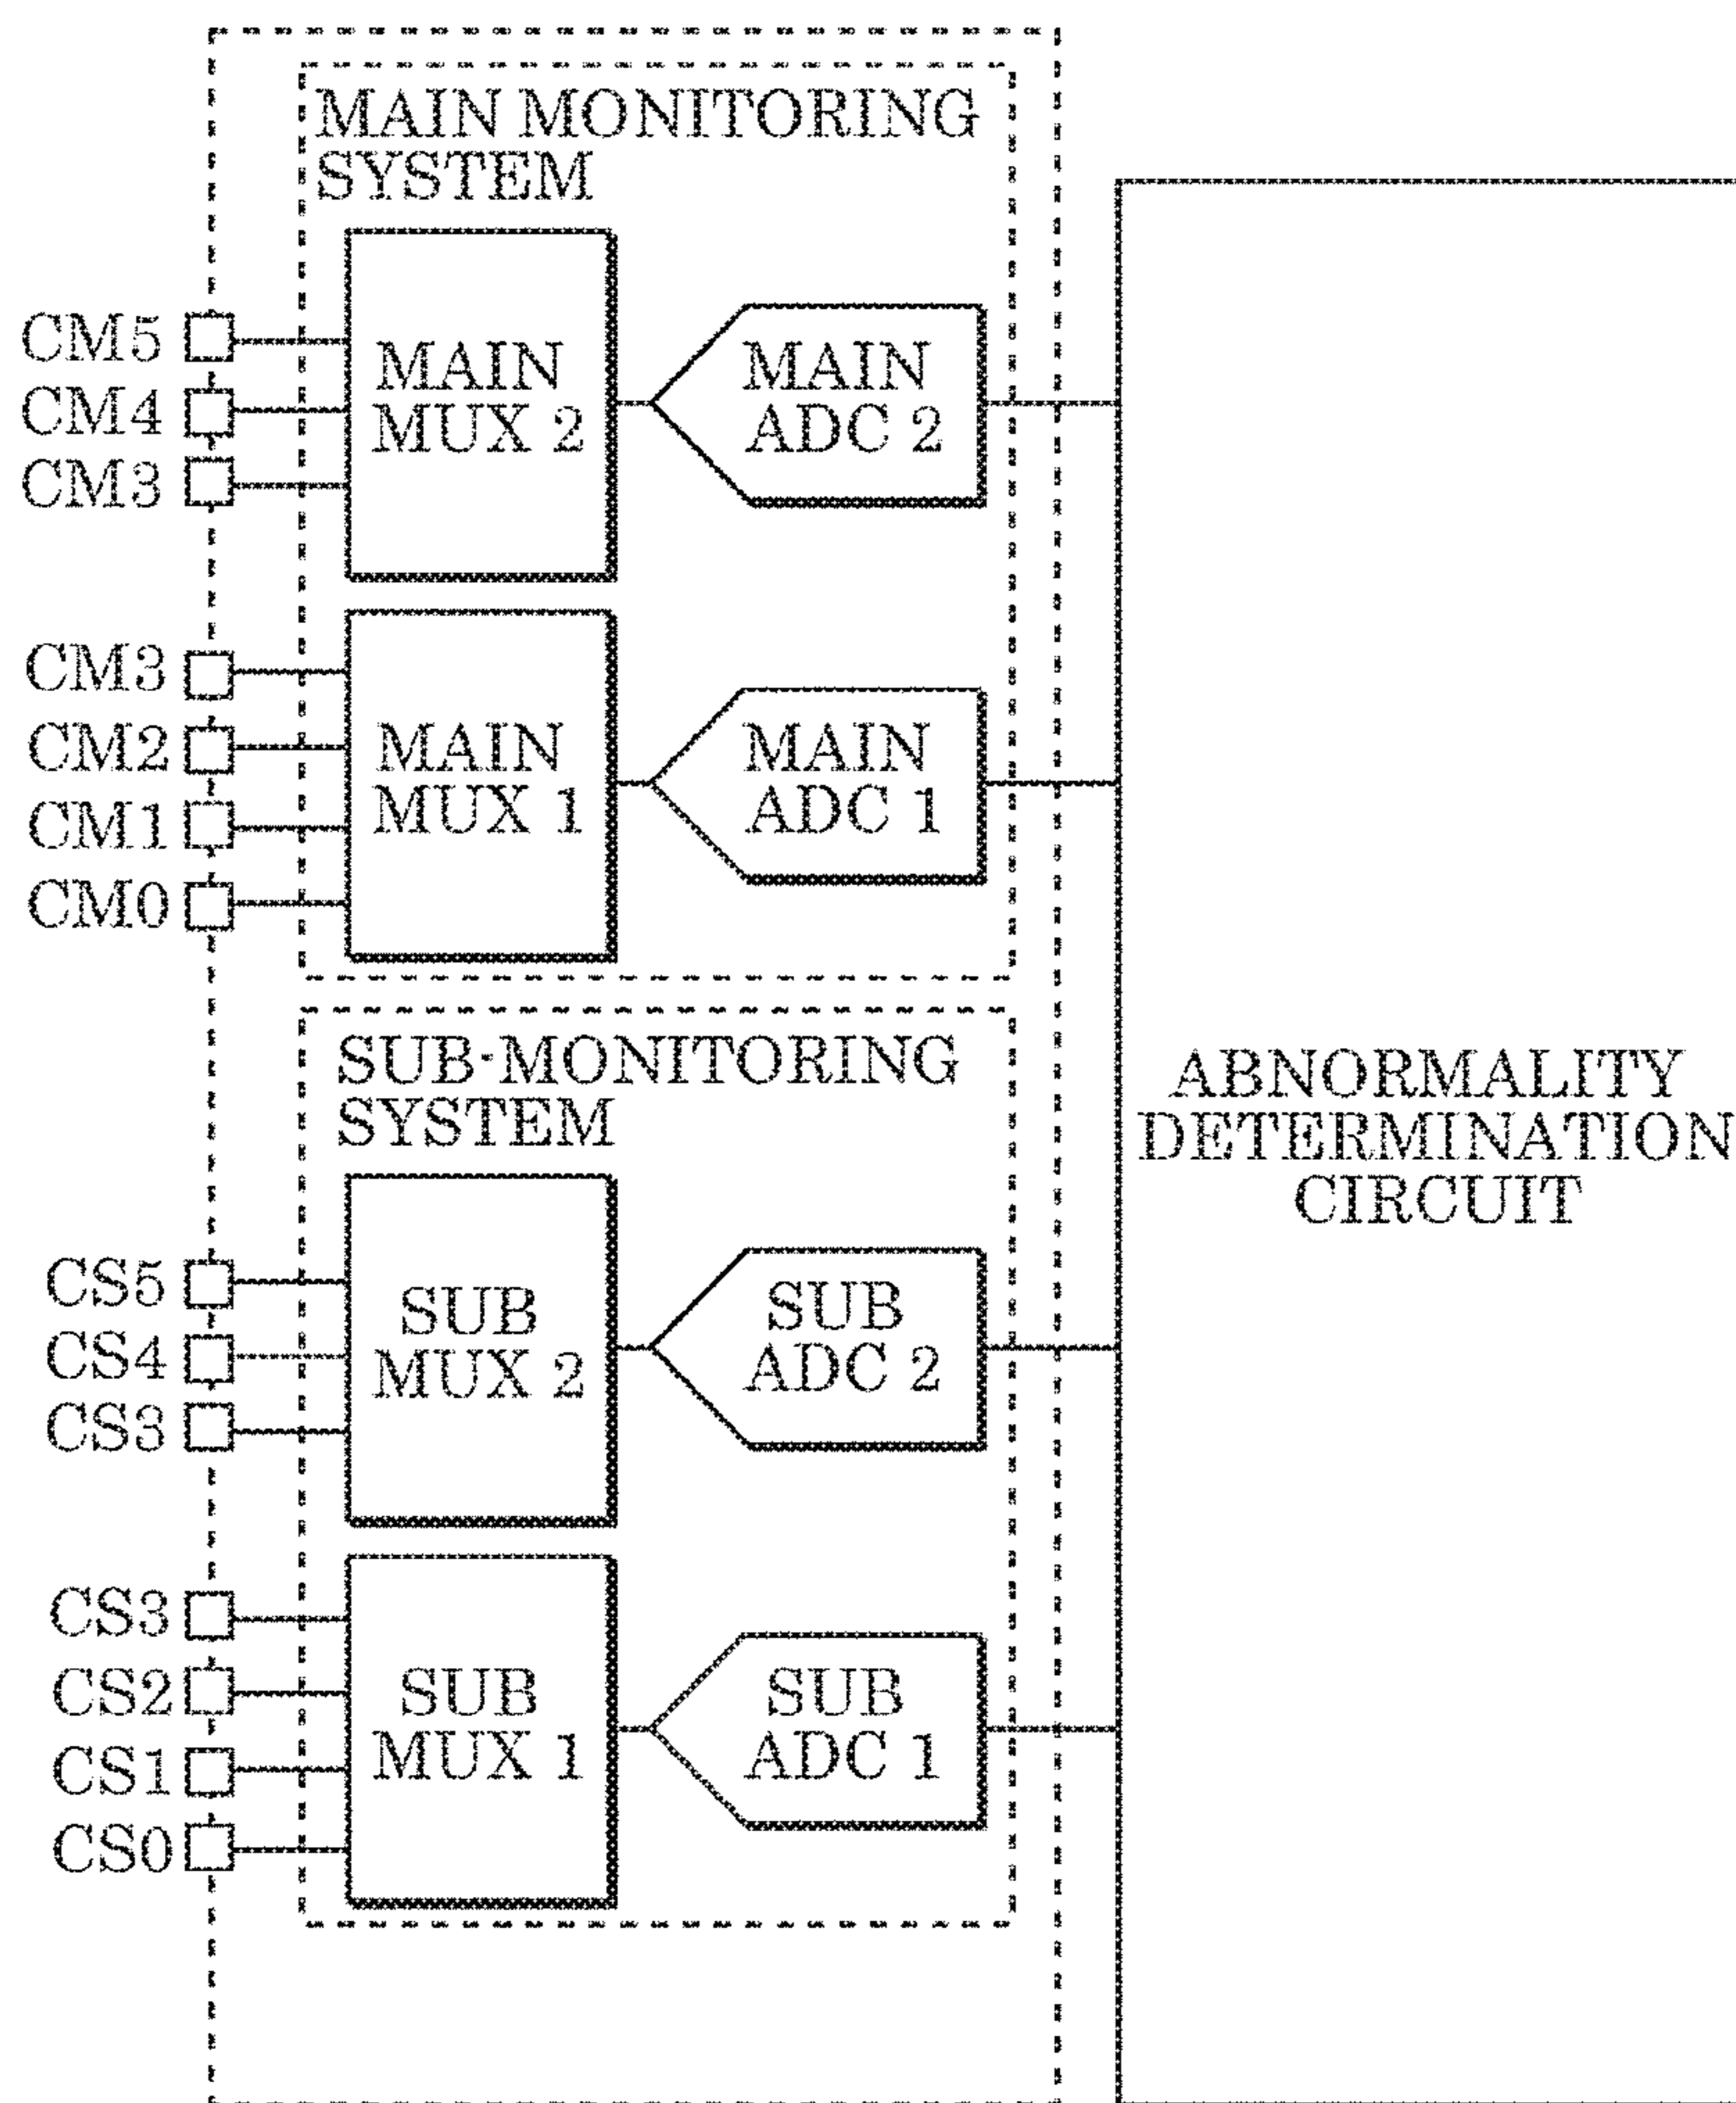 MAIN MONITORING
SYSTEM
CM5
CM4
CM3
MAIN
MUX 2
MAIN
ADC 2
CM3
CM2
CM1
CM0
MAIN
MUX 1
MAIN
ADC 1
SUB-MONITORING
SYSTEM
CS5
CS4
CS3
SUB
MUX 2
SUB
ADC 2
CS3
CS2
CS1
CS0
SUB
MUX 1
SUB
ADC 1
ABNORMALITY
DETERMINATION
CIRCUIT